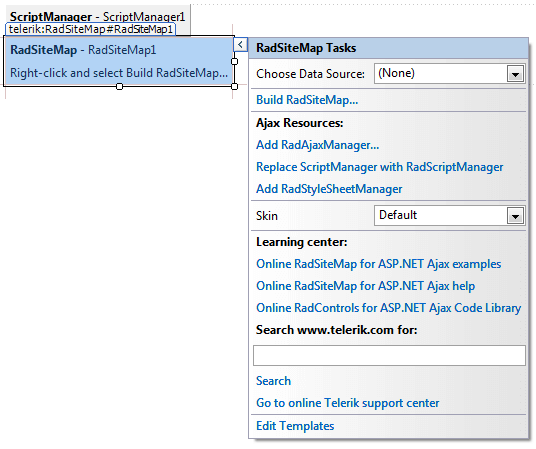 ScriptManager - ScriptManager1
telerik:RadSiteMap#RadSiteMap1
RadSiteMap - RadSiteMap1
Right-click and select Build RadSiteMap...
RadSiteMap Tasks
Choose Data Source: (None)
Build RadSiteMap...
Ajax Resources:
Add RadAjaxManager...
Replace ScriptManager with RadScriptManager
Add RadStyleSheetManager
Skin Default
Learning center:
Online RadSiteMap for ASP.NET Ajax examples
Online RadSiteMap for ASP.NET Ajax help
Online RadControls for ASP.NET Ajax Code Library
Search www.telerik.com for:
Search
Go to online Telerik support center
Edit Templates